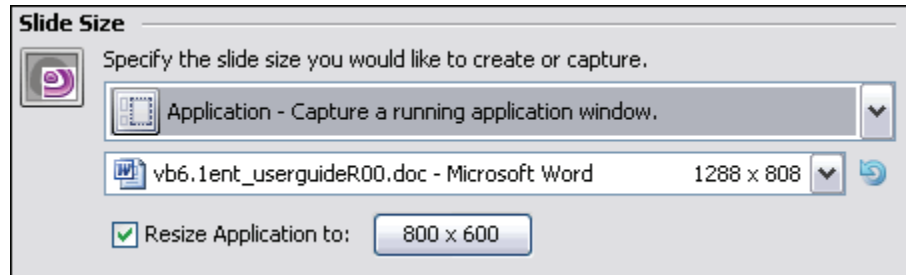 Slide Size
Specify the slide size you would like to create or capture.
Application - Capture a running application window.
vb6.1ent_userguideR00.doc - Microsoft Word 1288 x 808
Resize Application to: 800 x 600